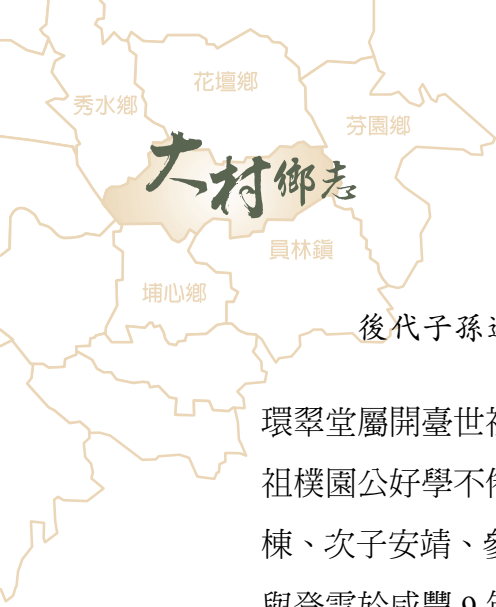 花壇鄉
秀水鄉
芬園鄉
大村鄉志
員林鎮
埔心鄉
後代子孫
環翠堂屬開臺世
祖樸園公好學不
棟、次子安靖、